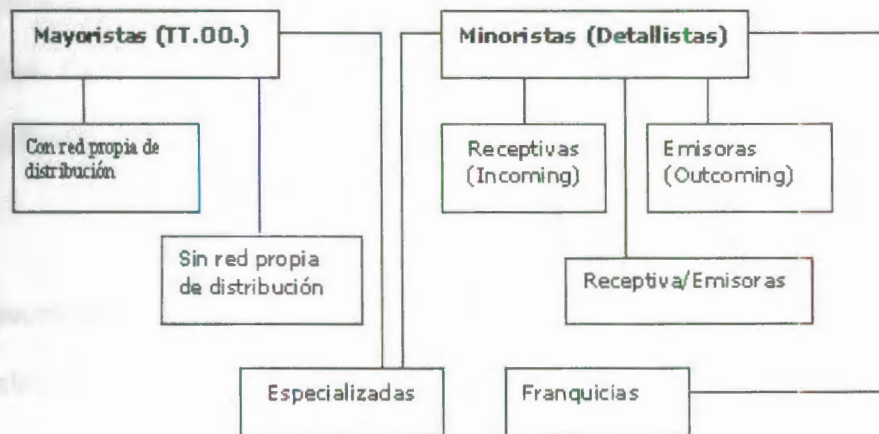 Mayoristas (TT.OO.)
Minoristas (Detallistas)
Con red propia de
distribución
Receptivas
(Incoming)
Emisoras
(Outcoming)
Sin red propia
de distribución
Receptiva/Emisoras
Especializadas
Franquicias